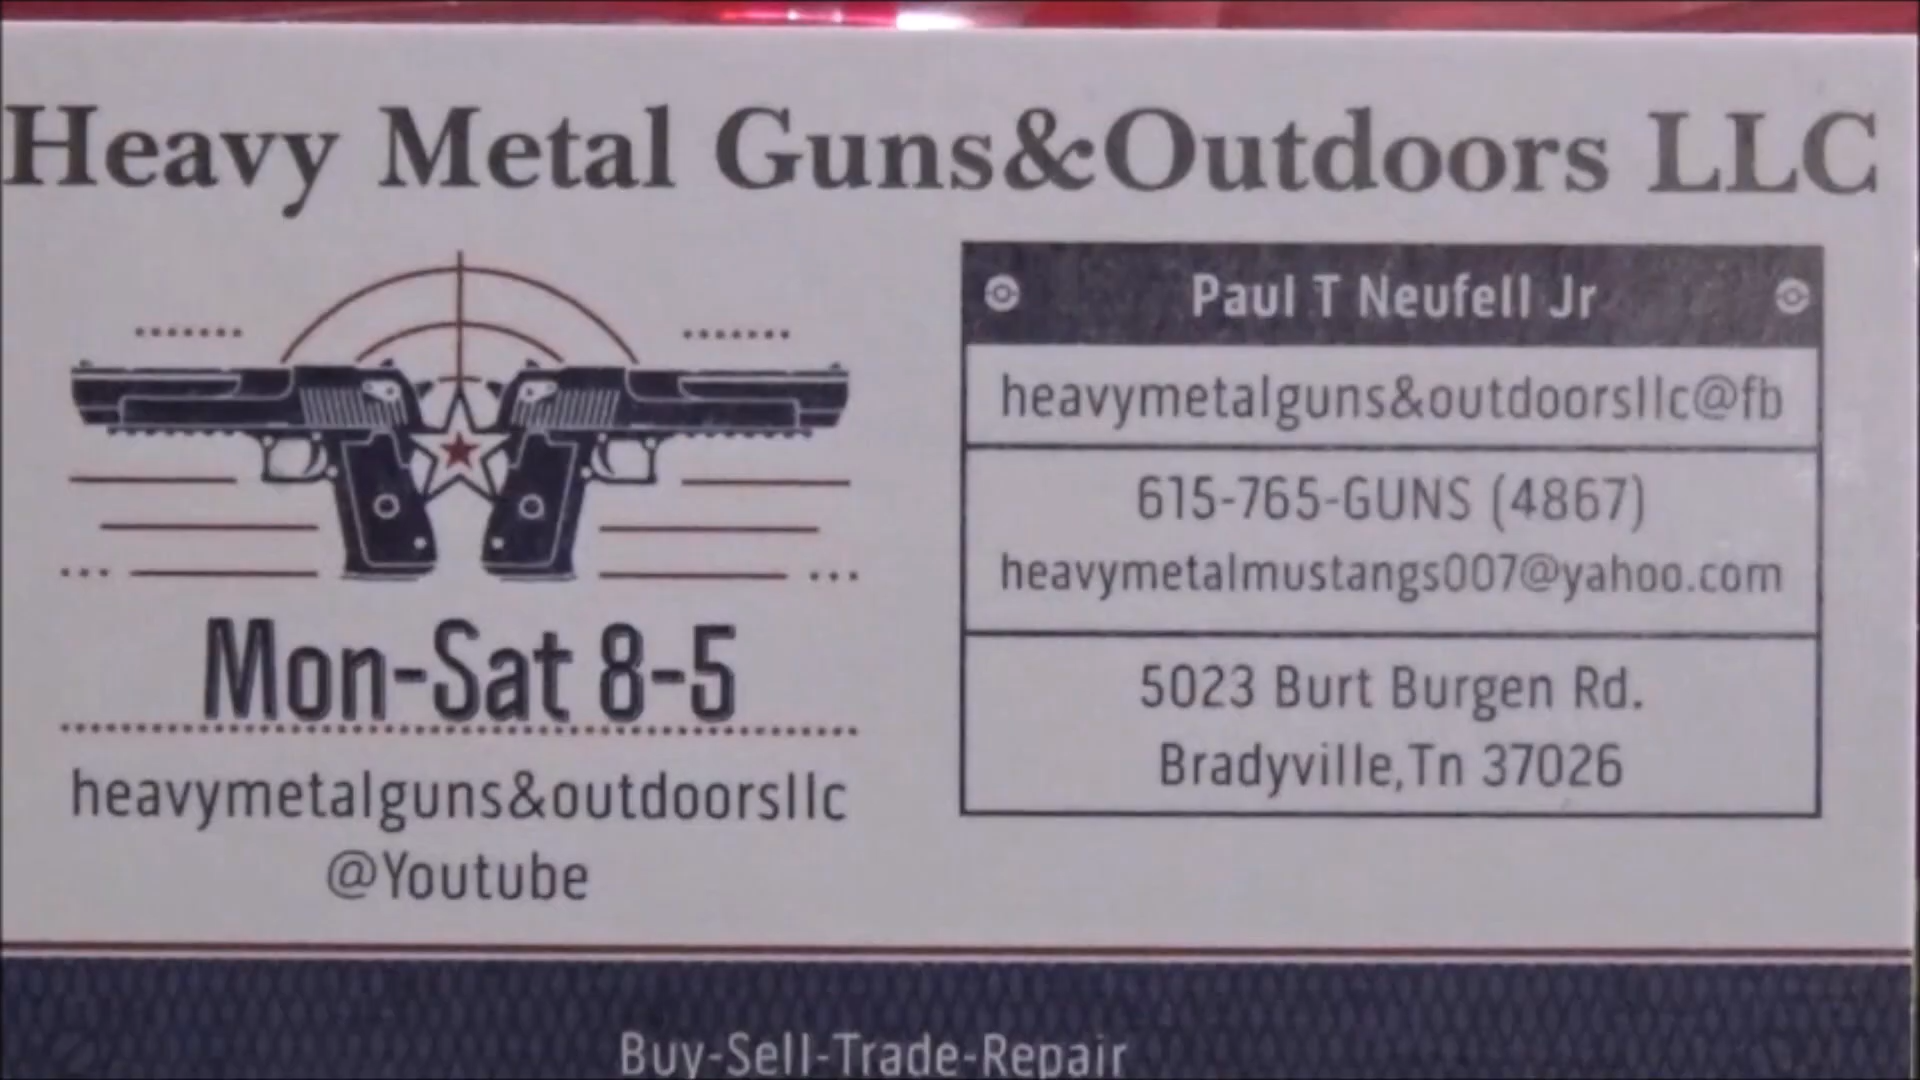 Heavy Metal Guns&Outdoors LLC
Mon-Sat 8-5
heavymetalguns&outdoorsllc
@Youtube
Paul T Neufell Jr
heavymetalguns&outdoorsllc@fb
615-765-GUNS (4867)
heavymetalmustangs007@yahoo.com
5023 Burt Burgen Rd.
Bradyville,Tn 37026
Buy-Sell-Trade-Repair